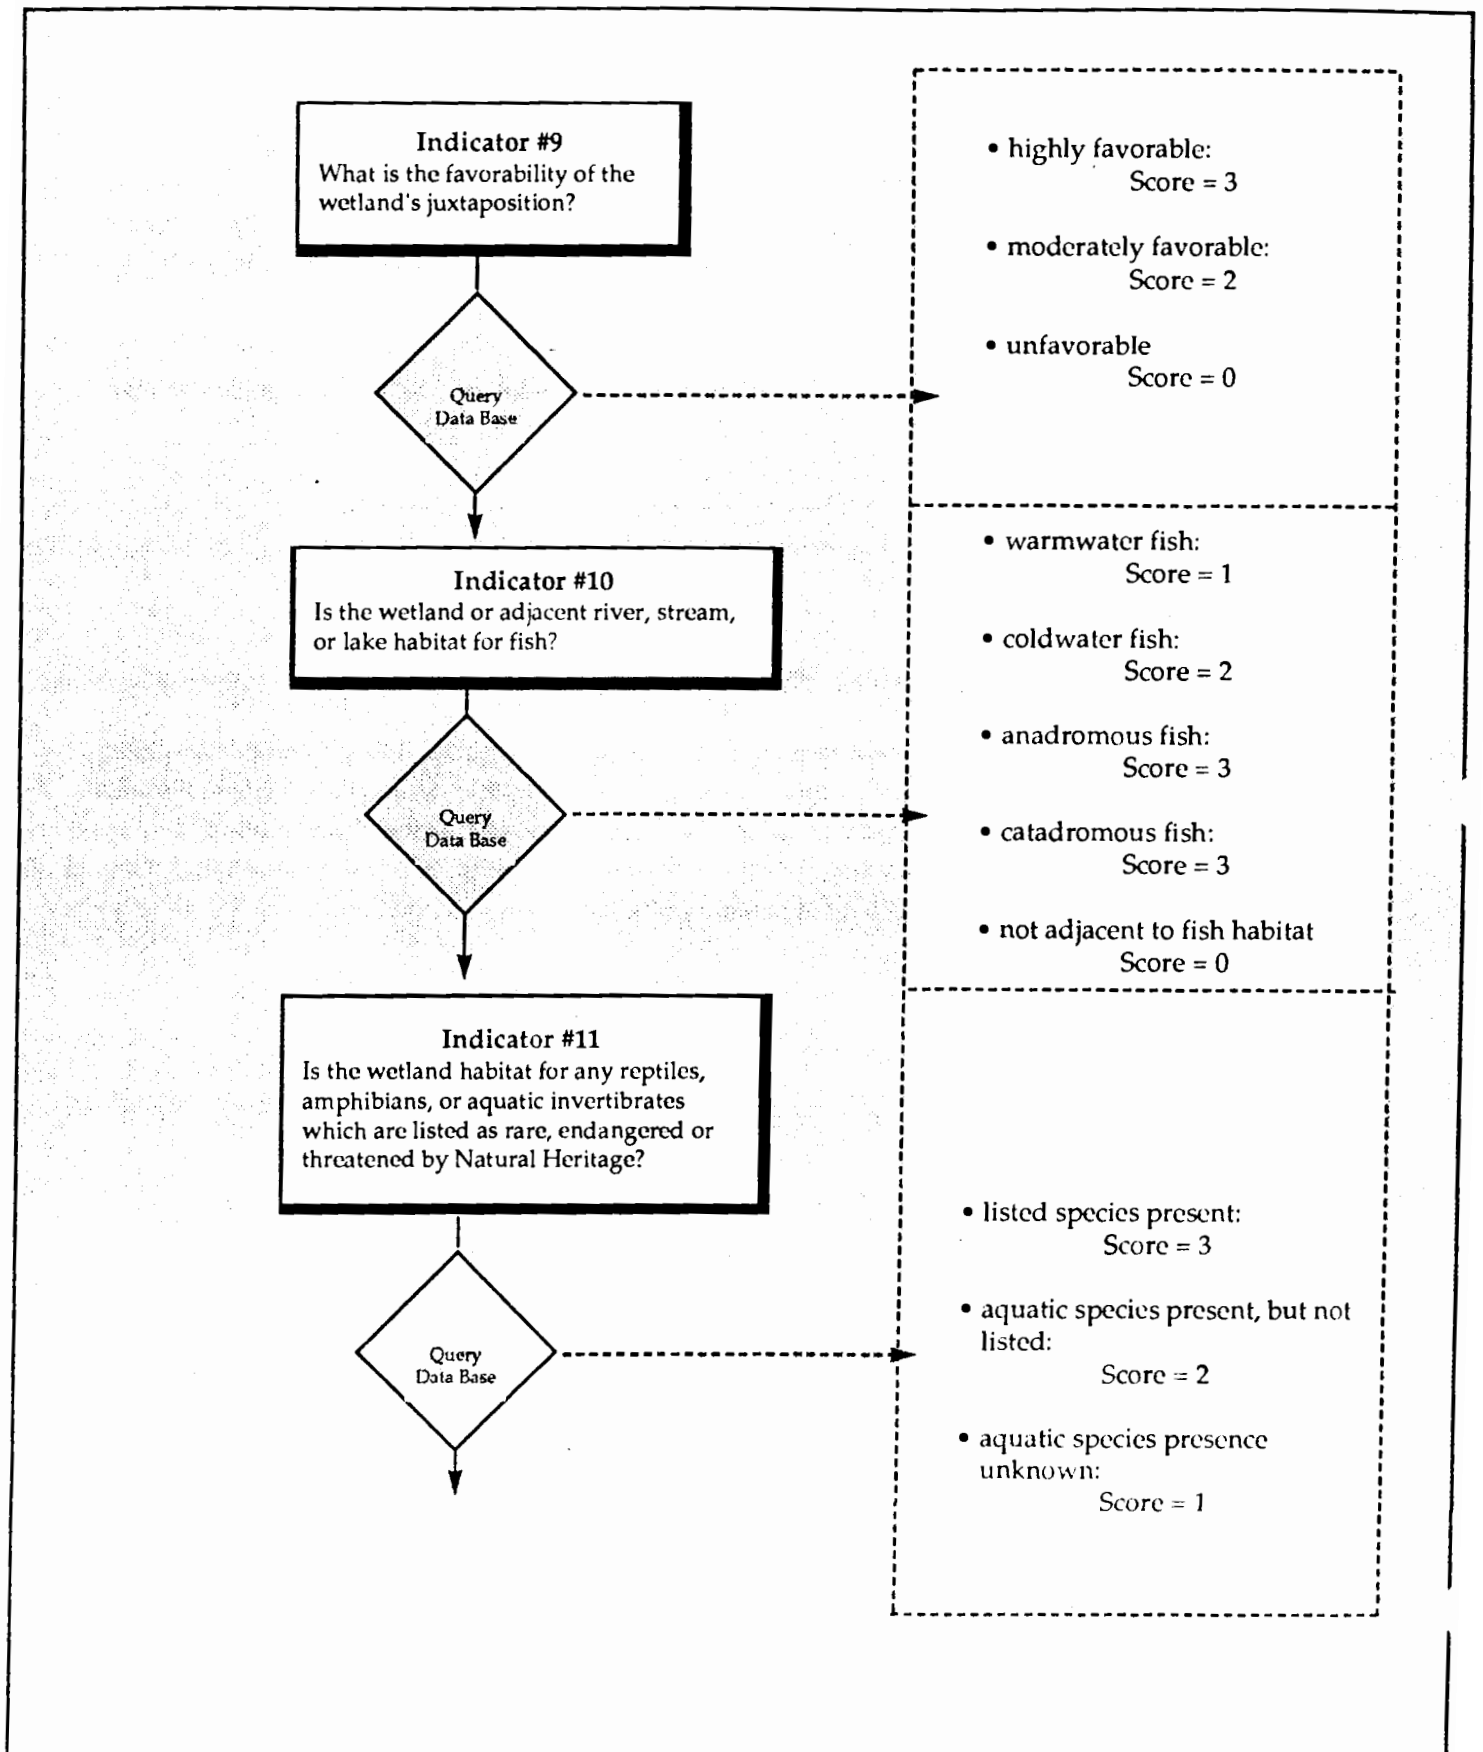 Indicator #9
What is the favorability of the
wetland's juxtaposition?
Query
Data Base
• highly favorable:
Score = 3
• moderately favorable:
Score = 2
• unfavorable
Score = 0
Indicator #10
Is the wetland or adjacent river, stream,
or lake habitat for fish?
Query
Data Base
• warmwater fish:
Score = 1
• coldwater fish:
Score = 2
• anadromous fish:
Score = 3
• catadromous fish:
Score = 3
• not adjacent to fish habitat
Score = 0
Indicator #11
Is the wetland habitat for any reptiles,
amphibians, or aquatic invertibrates
which are listed as rare, endangered or
threatened by Natural Heritage?
Query
Data Base
• listed species present:
Score = 3
• aquatic species present, but not
listed:
Score = 2
• aquatic species presence
unknown:
Score = 1